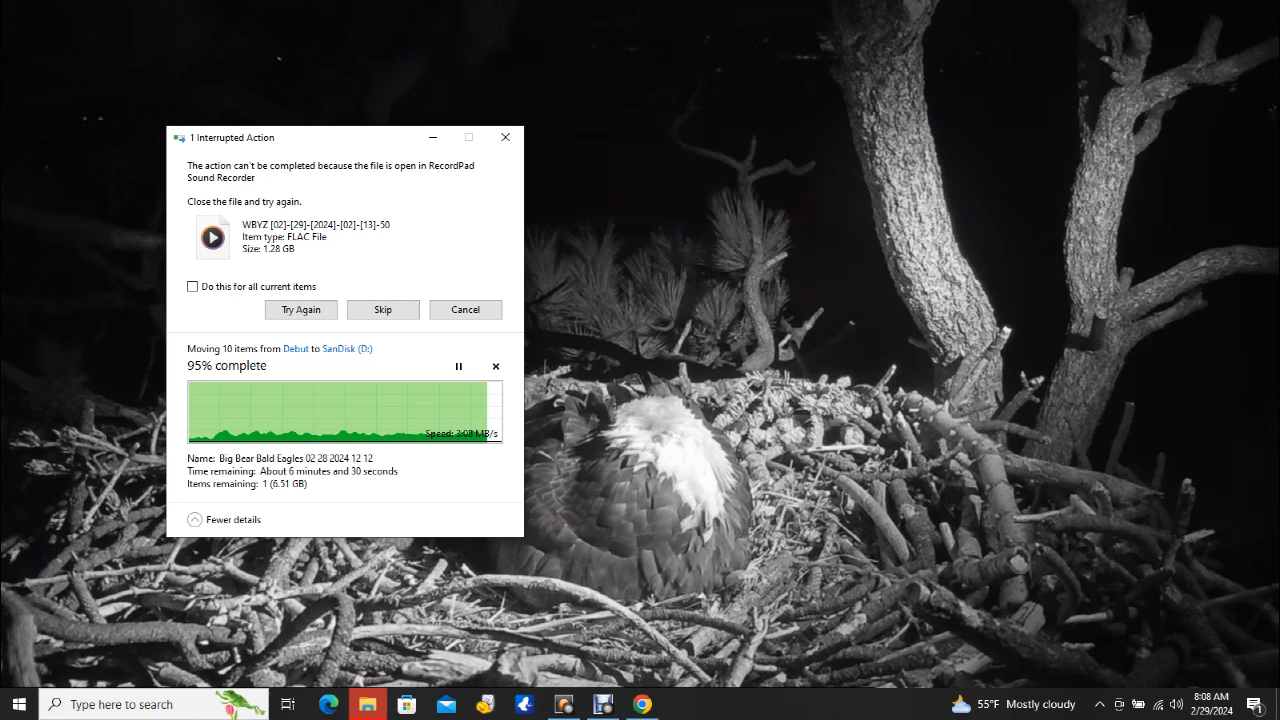 1 Interrupted Action
The action can't be completed because the file is open in RecordPad
Sound Recorder
Close the file and try again.
WBYZ [02]-[29]-[2024]-[02]-[13]-50
Item type: FLAC File
Size: 1.28 GB
Do this for all current items
Try Again Skip Cancel
Moving 10 items from Debut to SanDisk (D:)
95% complete
Speed: 3.08 MB/s
Name: Big Bear Bald Eagles 02 28 2024 12 12
Time remaining: About 6 minutes and 30 seconds
Items remaining: 1 (6.51 GB)
Fewer details
Type here to search
55°F Mostly cloudy
8:08 AM
2/29/2024
1